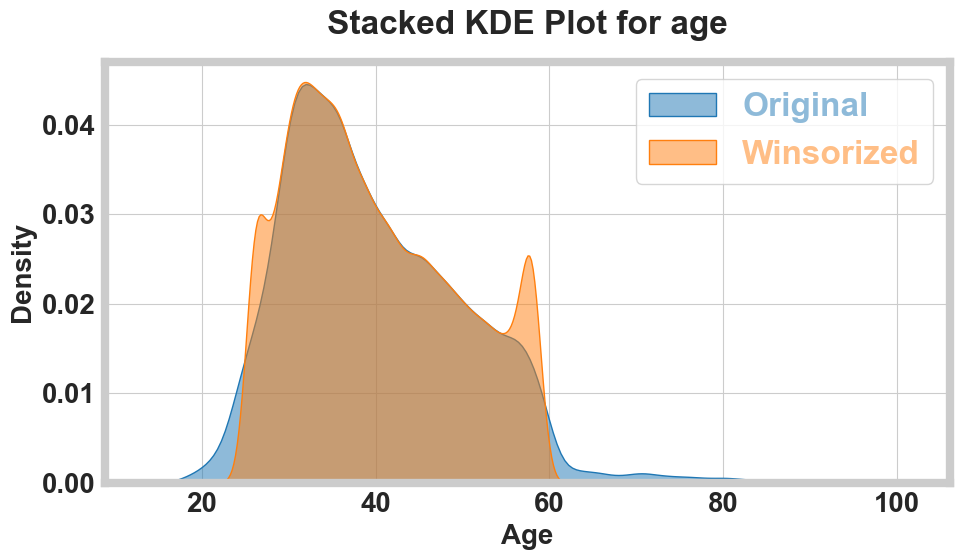 Stacked KDE Plot for age
Original
Winsorized
0.04
0.03
0.02
0.01
0.00
Density
20 40 60 80 100
Age